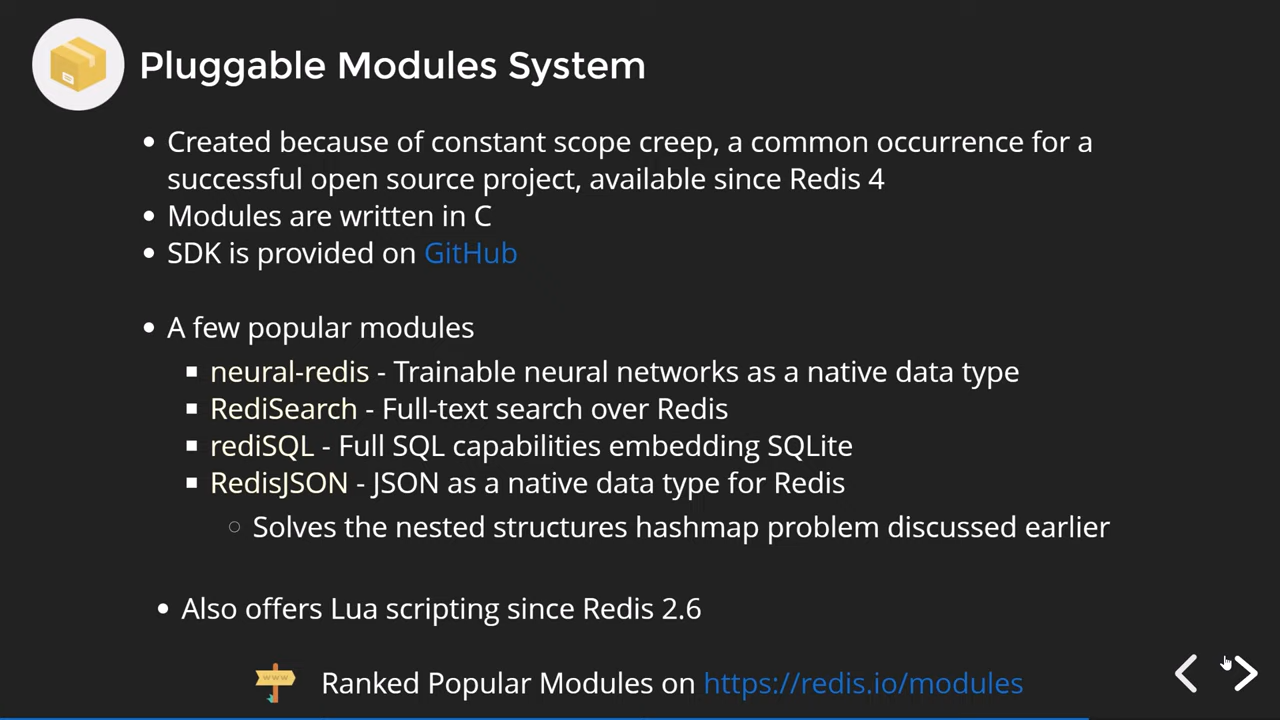 Pluggable Modules System
• Created because of constant scope creep, a common occurrence for a
successful open source project, available since Redis 4
• Modules are written in C
• SDK is provided on GitHub
• A few popular modules
▪ neural-redis - Trainable neural networks as a native data type
▪ RediSearch - Full-text search over Redis
▪ rediSQL - Full SQL capabilities embedding SQLite
▪ RedisJSON - JSON as a native data type for Redis
○ Solves the nested structures hashmap problem discussed earlier
• Also offers Lua scripting since Redis 2.6
www Ranked Popular Modules on https://redis.io/modules